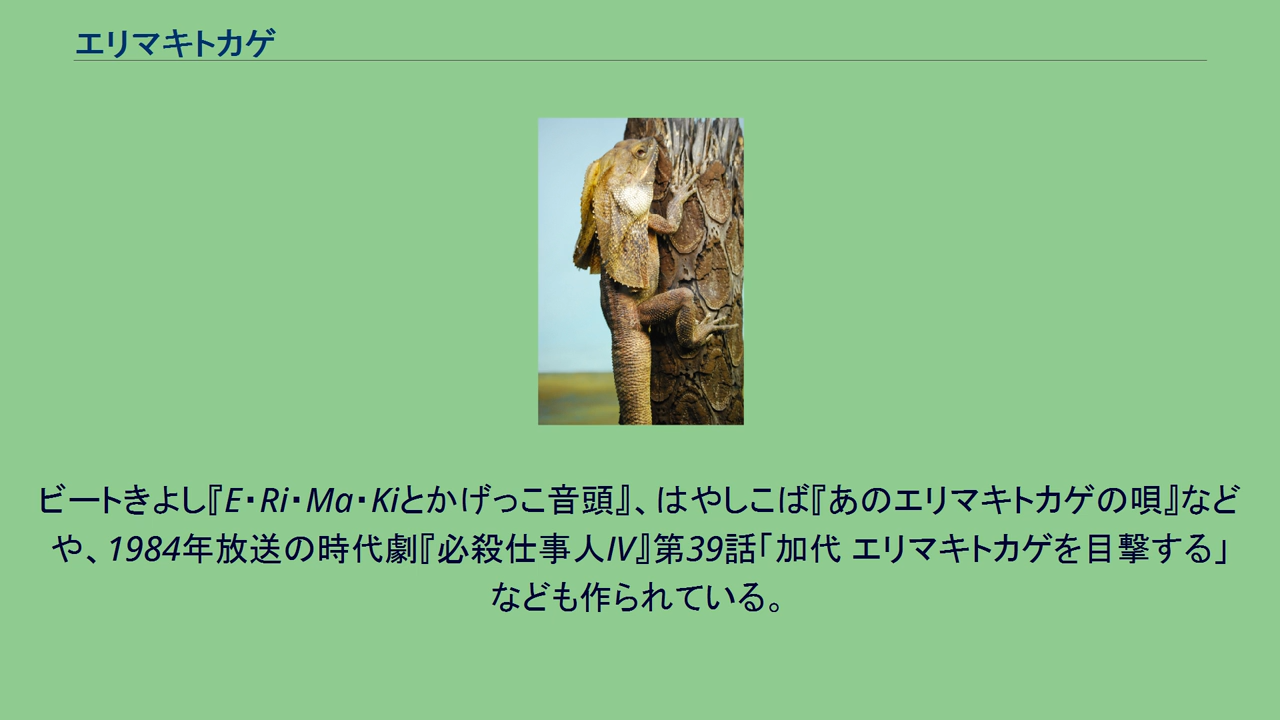 エリマキトカゲ
ビートきよし『E・Ri・Ma・Kiとかげっこ音頭』、はやしこば『あのエリマキトカゲの唄』など
や、1984年放送の時代劇『必殺仕事人IV』第39話「加代 エリマキトカゲを目撃する」
なども作られている。